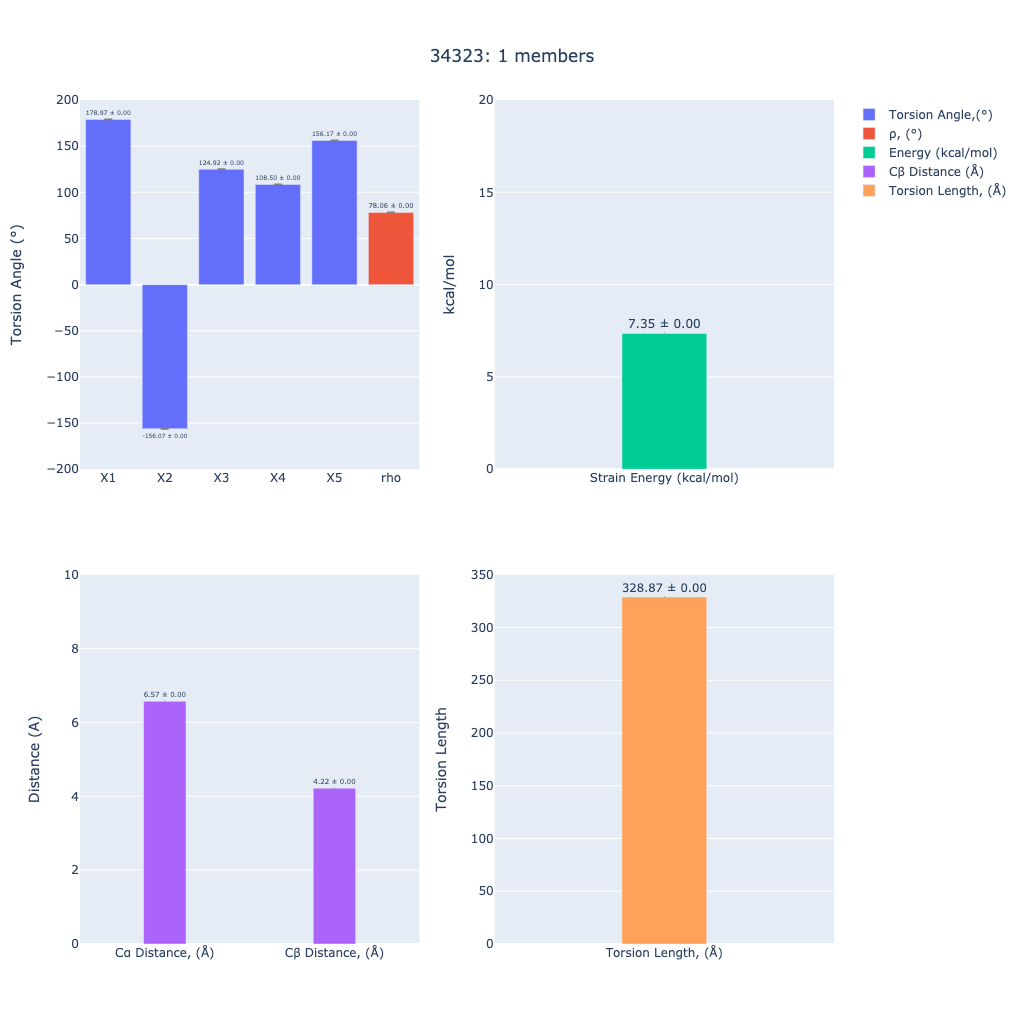 34323: 1 members
Torsion Angle (°)
200
150
100
50
0
−50
−100
−150
−200
178.97 ± 0.00
-156.07 ± 0.00
124.92 ± 0.00
108.50 ± 0.00
156.17 ± 0.00
78.06 ± 0.00
X1 X2 X3 X4 X5 rho
kcal/mol
20
15
10
5
0
7.35 ± 0.00
Strain Energy (kcal/mol)
Torsion Angle,(°)
ρ, (°)
Energy (kcal/mol)
Cβ Distance (Å)
Torsion Length, (Å)
Distance (A)
10
8
6
4
2
0
6.57 ± 0.00
4.22 ± 0.00
Cα Distance, (Å) Cβ Distance, (Å)
Torsion Length
350
300
250
200
150
100
50
0
328.87 ± 0.00
Torsion Length, (Å)